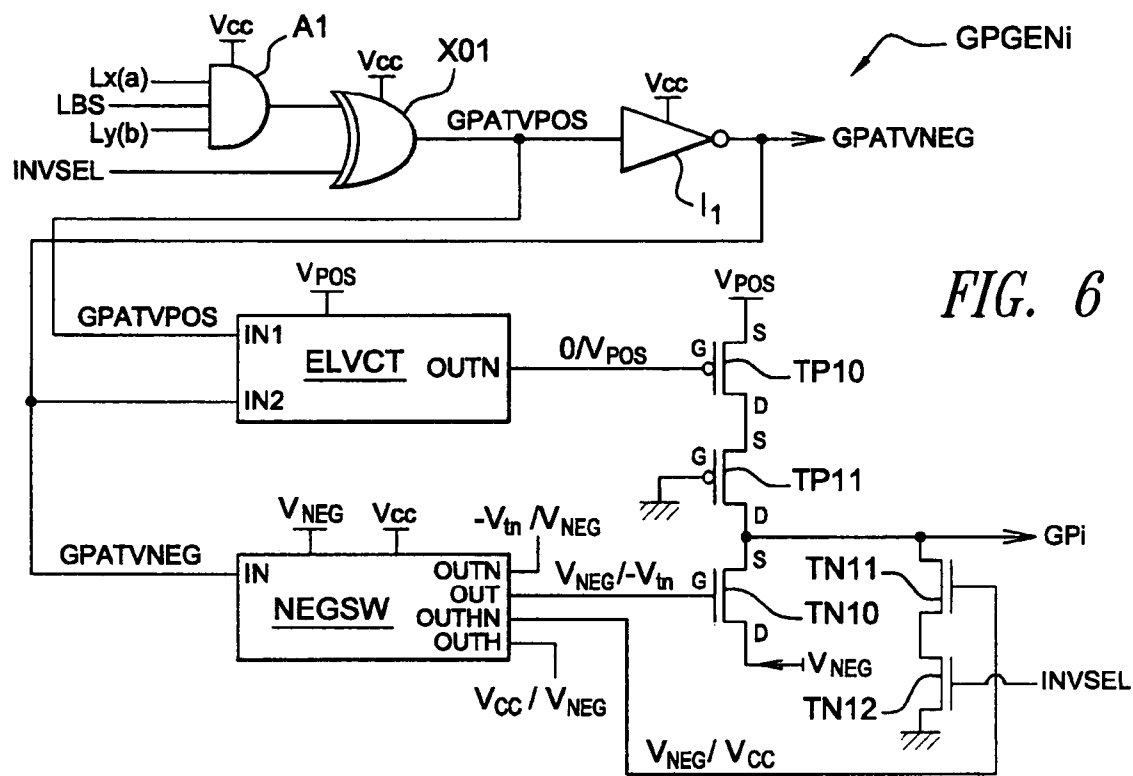 Vcc
A1
Lx(a)
LBS
Ly(b)
INVSEL
Vcc
X01
GPATVPOS
Vcc
I1
GPGENi
GPATVNEG
VPOS
GPATVPOS
IN1
ELVCT
OUTN
IN2
0/VPOS
VPOS
FIG. 6
S
G
TP10
D
S
G
TP11
D
GPi
VNEG
Vcc
-Vtn /VNEG
GPATVNEG
IN
NEGSW
OUTN
OUT
OUTHN
OUTH
VNEG/-Vtn
S
G
TN10
D
VNEG
TN11
TN12
INVSEL
VCC / VNEG
VNEG/ VCC